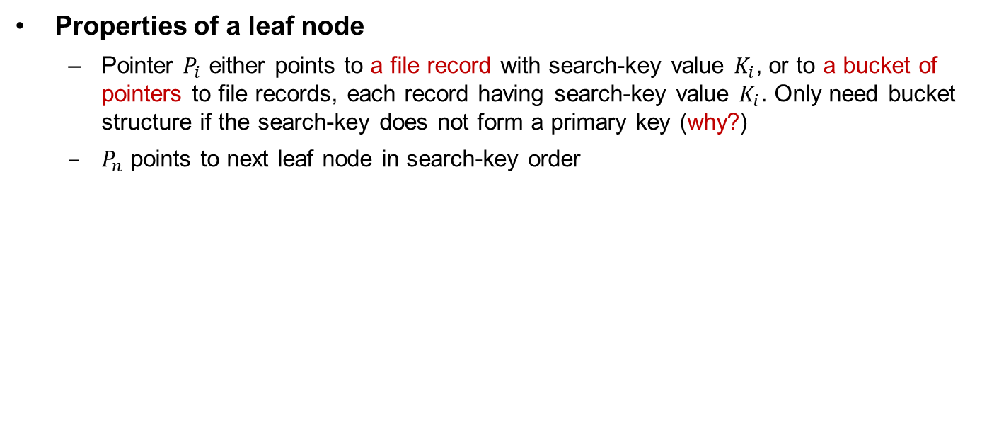 • Properties of a leaf node
– Pointer P_i either points to a file record with search-key value K_i, or to a bucket of
pointers to file records, each record having search-key value K_i. Only need bucket
structure if the search-key does not form a primary key (why?)
– P_n points to next leaf node in search-key order